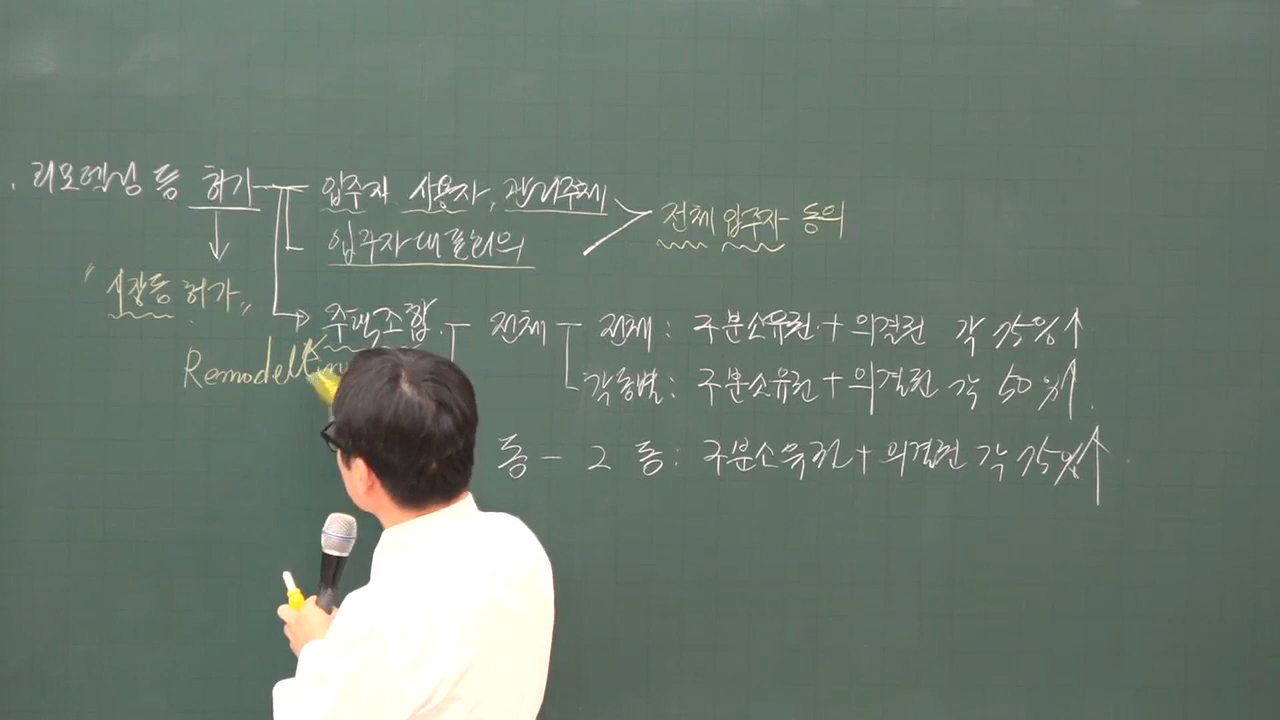 리모델링 등 허가 입주자 사용자, 관리주체
입주자대표회의
전체 입주자 동의
"시장등 허가"
주택조합 전체 전체: 구분소유권 + 의결권 각 75%↑
Remodelling
각동별: 구분소유권 + 의결권 각 50%↑
동 - 그 동: 구분소유권 + 의결권 각 75%↑